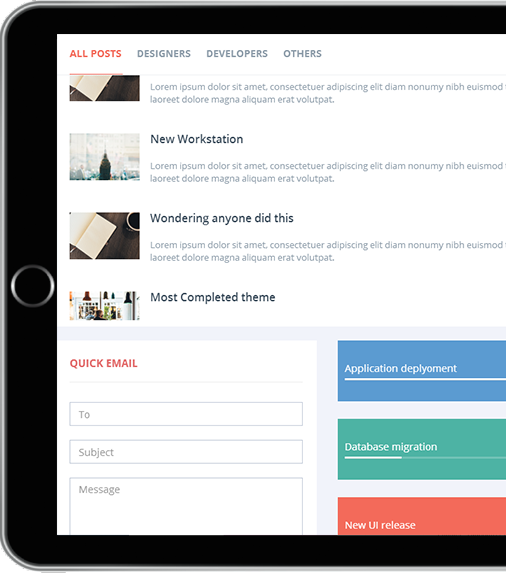 ALL POSTS DESIGNERS DEVELOPERS OTHERS
Lorem ipsum dolor sit amet, consectetuer adipiscing elit diam nonumy nibh euismod
laoreet dolore magna aliquam erat volutpat.
New Workstation
Lorem ipsum dolor sit amet, consectetuer adipiscing elit diam nonumy nibh euismod
laoreet dolore magna aliquam erat volutpat.
Wondering anyone did this
Lorem ipsum dolor sit amet, consectetuer adipiscing elit diam nonumy nibh euismod
laoreet dolore magna aliquam erat volutpat.
Most Completed theme
QUICK EMAIL
To
Subject
Message
Application deplyoment
Database migration
New UI release